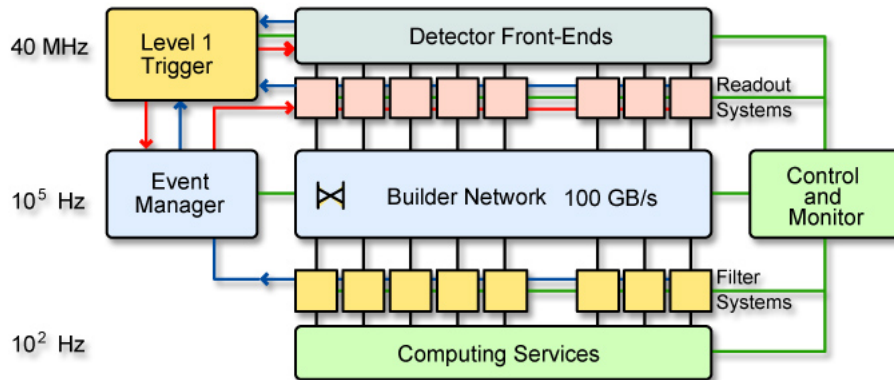 40 MHz
Level 1
Trigger
Detector Front-Ends
Readout
Systems
10⁵ Hz
Event
Manager
Builder Network 100 GB/s
Control
and
Monitor
Filter
Systems
10² Hz
Computing Services